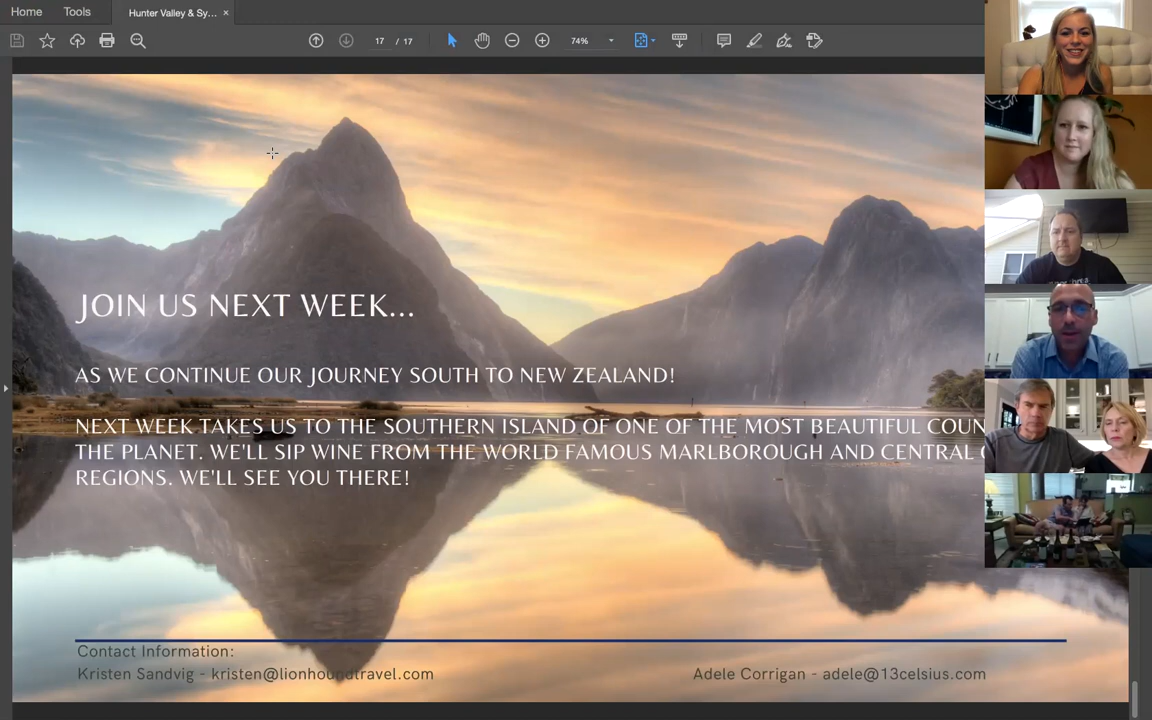 Home
Tools
Hunter Valley & Sy... ×
17 / 17
74%
JOIN US NEXT WEEK...
AS WE CONTINUE OUR JOURNEY SOUTH TO NEW ZEALAND!
NEXT WEEK TAKES US TO THE SOUTHERN ISLAND OF ONE OF THE MOST BEAUTIFUL COUN
THE PLANET. WE'LL SIP WINE FROM THE WORLD FAMOUS MARLBOROUGH AND CENTRAL
REGIONS. WE'LL SEE YOU THERE!
Contact Information:
Kristen Sandvig - kristen@lionhoundtravel.com
Adele Corrigan - adele@13celsius.com